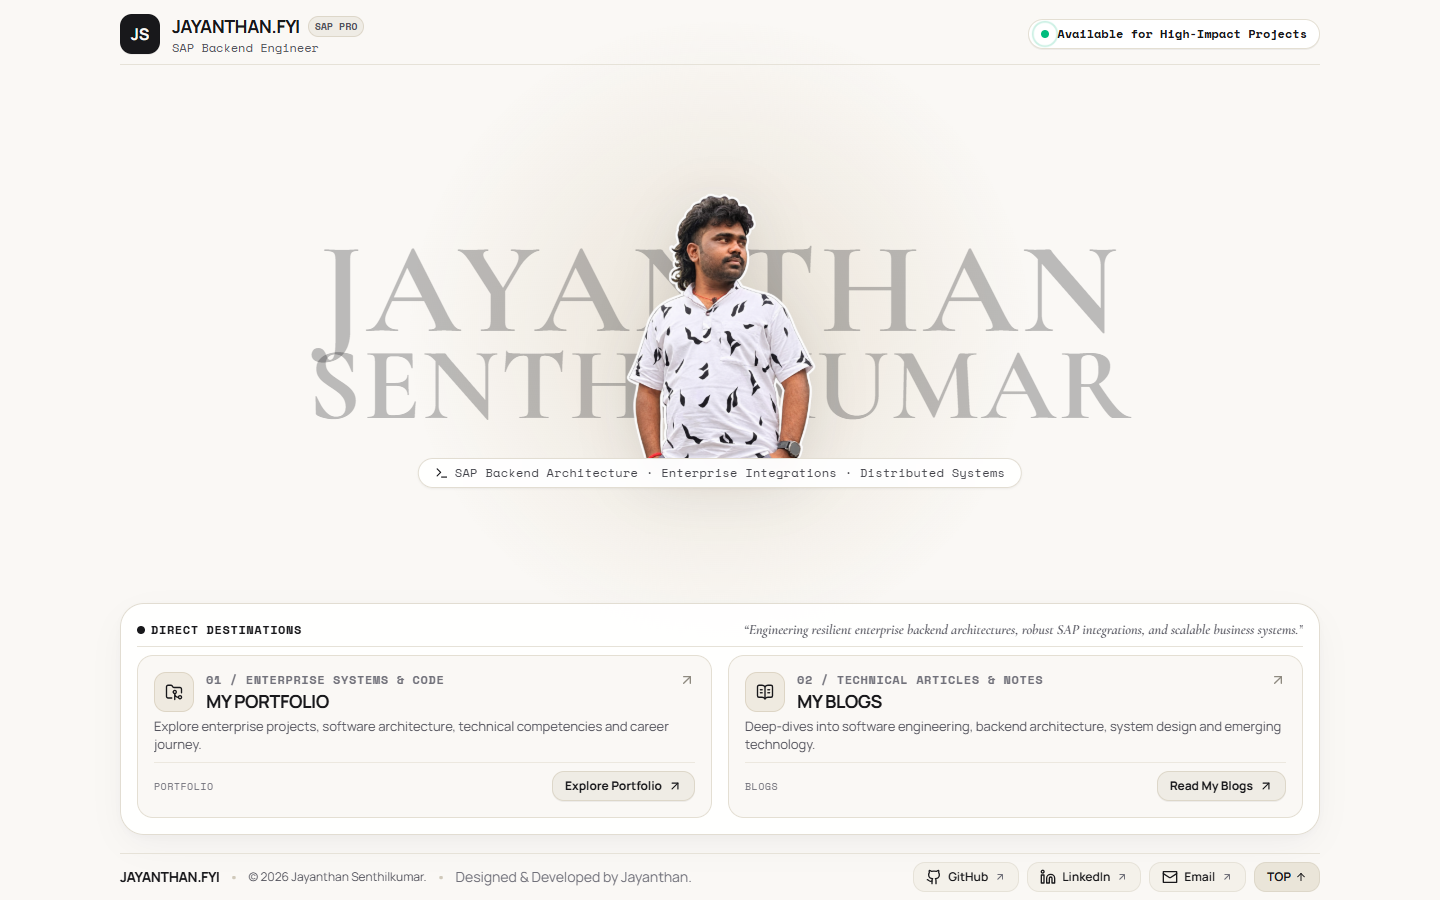 JS
JAYANTHAN.FYI SAP PRO
SAP Backend Engineer
Available for High-Impact Projects
JAYANTHAN
SENTH UMAR
SAP Backend Architecture · Enterprise Integrations · Distributed Systems
DIRECT DESTINATIONS
“Engineering resilient enterprise backend architectures, robust SAP integrations, and scalable business systems.”
01 / ENTERPRISE SYSTEMS & CODE
MY PORTFOLIO
Explore enterprise projects, software architecture, technical competencies and career
journey.
PORTFOLIO
Explore Portfolio
02 / TECHNICAL ARTICLES & NOTES
MY BLOGS
Deep-dives into software engineering, backend architecture, system design and emerging
technology.
BLOGS
Read My Blogs
JAYANTHAN.FYI • © 2026 Jayanthan Senthilkumar. • Designed & Developed by Jayanthan.
GitHub
LinkedIn
Email
TOP ↑